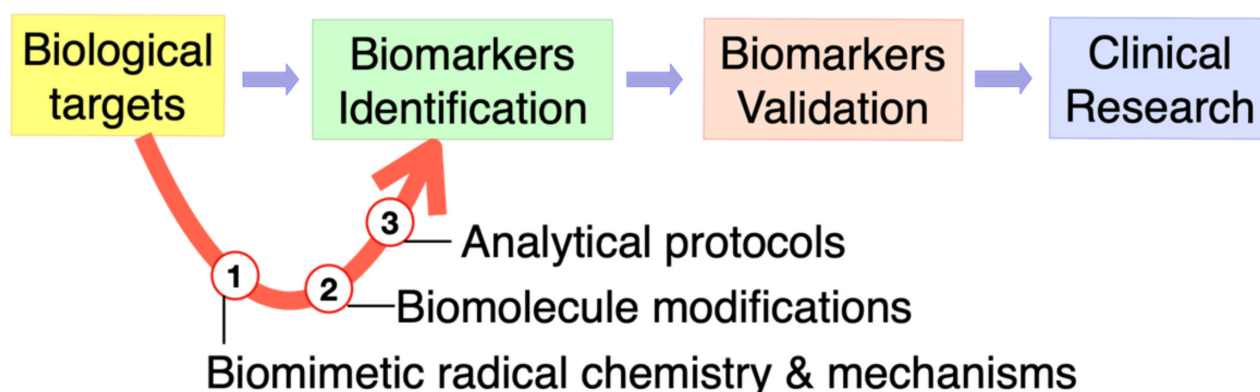 Biological
targets
Biomarkers
Identification
Biomarkers
Validation
Clinical
Research
3
Analytical protocols
1
2
Biomolecule modifications
Biomimetic radical chemistry & mechanisms